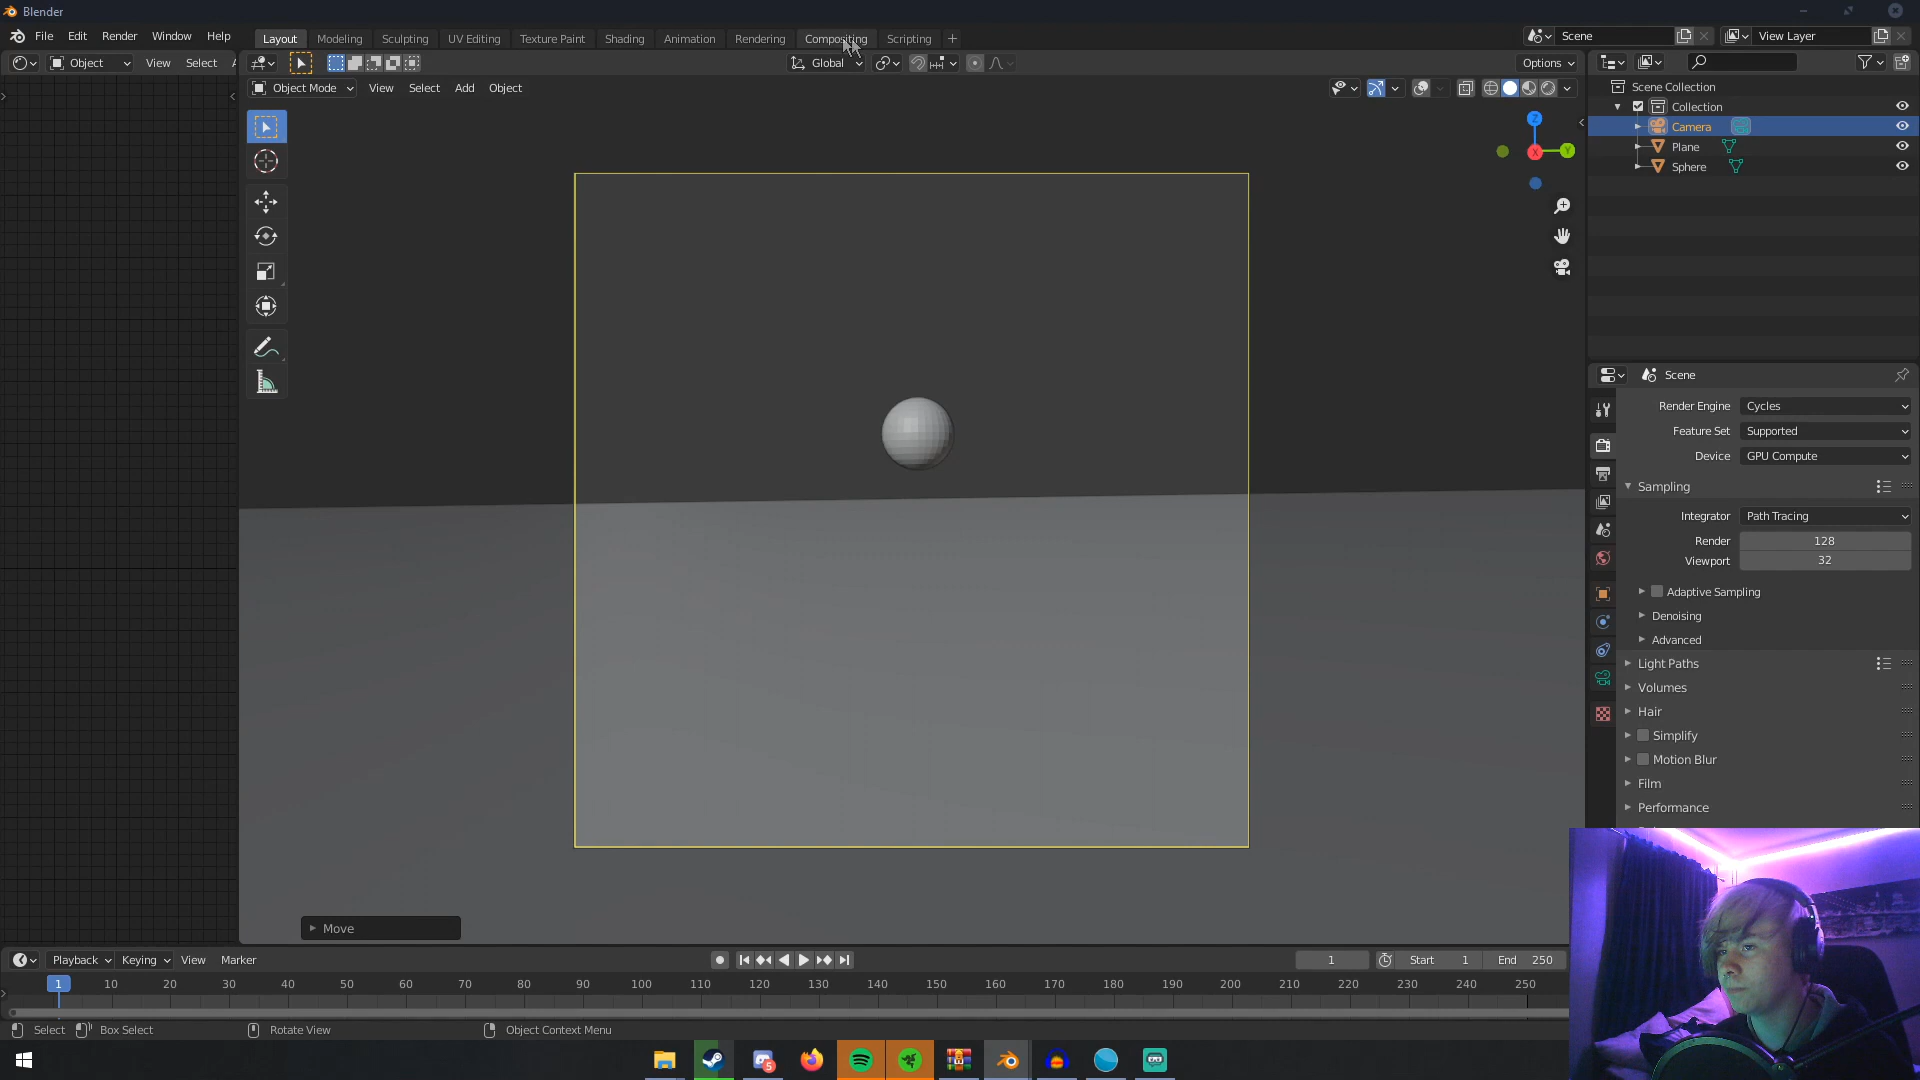 Blender
File Edit Render Window Help Layout Modeling Sculpting UV Editing Texture Paint Shading Animation Rendering Compositing Scripting + Scene View Layer
Object View Select A Global Options
Object Mode View Select Add Object
Scene Collection
Collection
Camera
Plane
Sphere
Z
Y
X
Scene
Render Engine Cycles
Feature Set Supported
Device GPU Compute
Sampling
Integrator Path Tracing
Render 128
Viewport 32
Adaptive Sampling
Denoising
Advanced
Light Paths
Volumes
Hair
Simplify
Motion Blur
Film
Performance
Move
Playback Keying View Marker 1 Start 1 End 250
1 10 20 30 40 50 60 70 80 90 100 110 120 130 140 150 160 170 180 190 200 210 220 230 240 250
Select Box Select Rotate View Object Context Menu
5